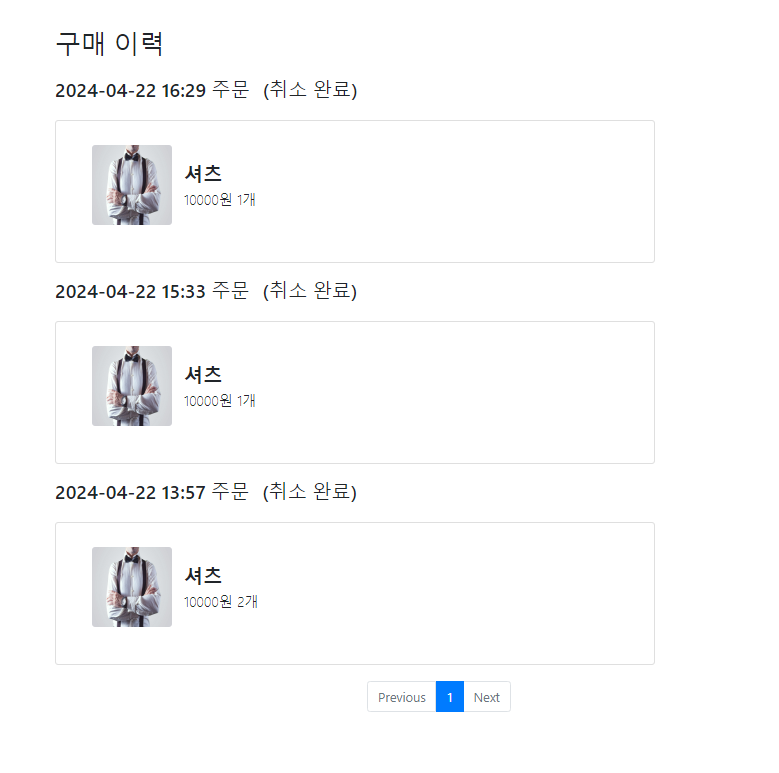 구매 이력
2024-04-22 16:29 주문 (취소 완료)
셔츠
10000원 1개
2024-04-22 15:33 주문 (취소 완료)
셔츠
10000원 1개
2024-04-22 13:57 주문 (취소 완료)
셔츠
10000원 2개
Previous 1 Next